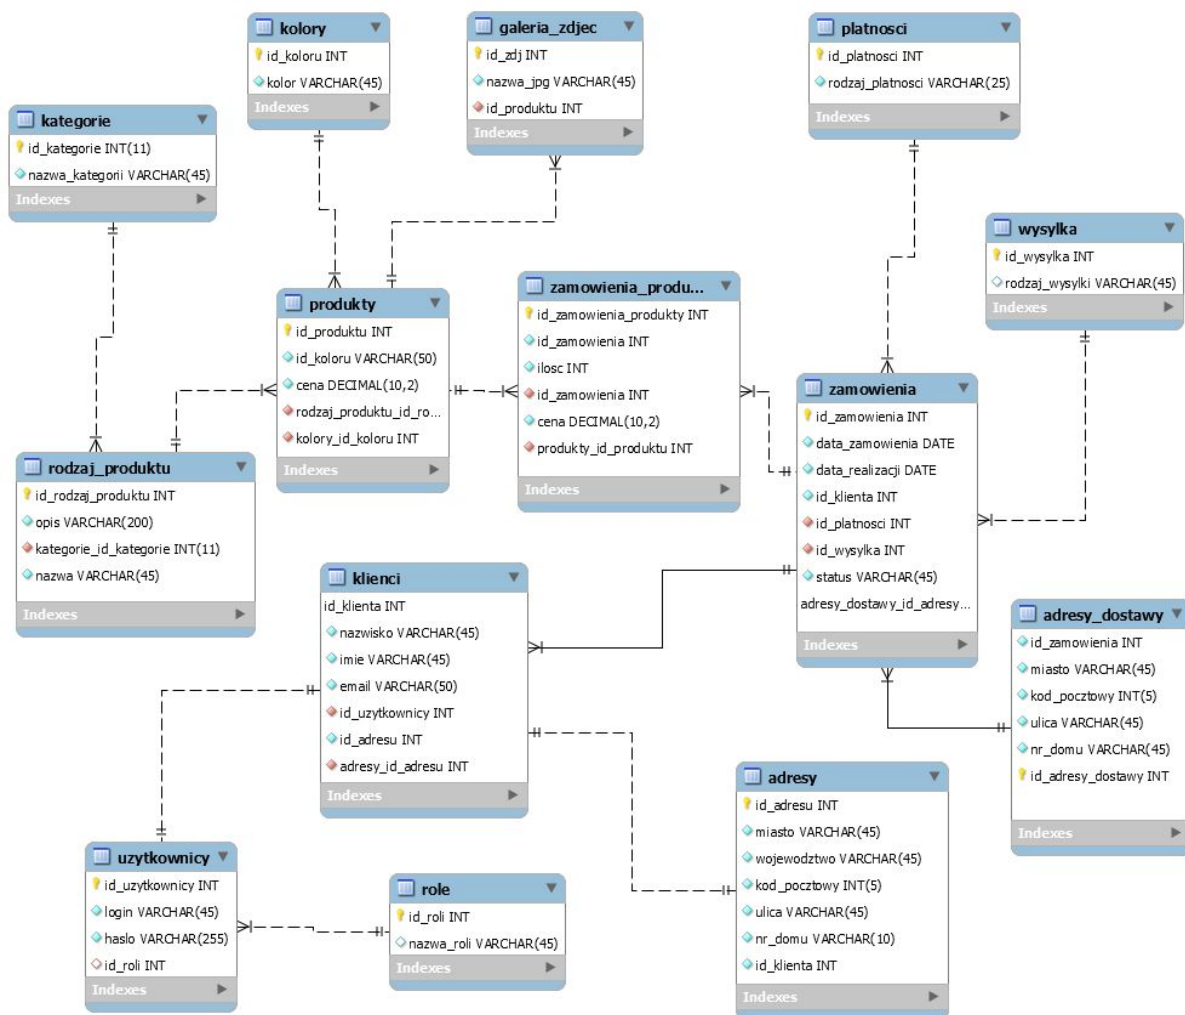 kolory
id_koloru INT
kolor VARCHAR(45)
Indexes
galeria_zdjec
id_zdj INT
nazwa_jpg VARCHAR(45)
id_produktu INT
Indexes
platnosci
id_platnosci INT
rodzaj_platnosci VARCHAR(25)
Indexes
kategorie
id_kategorie INT(11)
nazwa_kategorii VARCHAR(45)
Indexes
wysylka
id_wysylka INT
rodzaj_wysylki VARCHAR(45)
Indexes
produkty
id_produktu INT
id_koloru VARCHAR(50)
cena DECIMAL(10,2)
rodzaj_produktu_id_ro...
kolory_id_koloru INT
Indexes
zamowienia_produ...
id_zamowienia_produkty INT
id_zamowienia INT
ilosc INT
id_zamowienia INT
cena DECIMAL(10,2)
produkty_id_produktu INT
Indexes
zamowienia
id_zamowienia INT
data_zamowienia DATE
data_realizacji DATE
id_klienta INT
id_platnosci INT
id_wysylka INT
status VARCHAR(45)
adresy_dostawy_id_adresy...
Indexes
rodzaj_produktu
id_rodzaj_produktu INT
opis VARCHAR(200)
kategorie_id_kategorie INT(11)
nazwa VARCHAR(45)
Indexes
klienci
id_klienta INT
nazwisko VARCHAR(45)
imie VARCHAR(45)
email VARCHAR(50)
id_uzytkownicy INT
id_adresu INT
adresy_id_adresu INT
Indexes
adresy_dostawy
id_zamowienia INT
miasto VARCHAR(45)
kod_pocztowy INT(5)
ulica VARCHAR(45)
nr_domu VARCHAR(45)
id_adresy_dostawy INT
Indexes
adresy
id_adresu INT
miasto VARCHAR(45)
wojewodztwo VARCHAR(45)
kod_pocztowy INT(5)
ulica VARCHAR(45)
nr_domu VARCHAR(10)
id_klienta INT
Indexes
uzytkownicy
id_uzytkownicy INT
login VARCHAR(45)
haslo VARCHAR(255)
id_roli INT
Indexes
role
id_roli INT
nazwa_roli VARCHAR(45)
Indexes